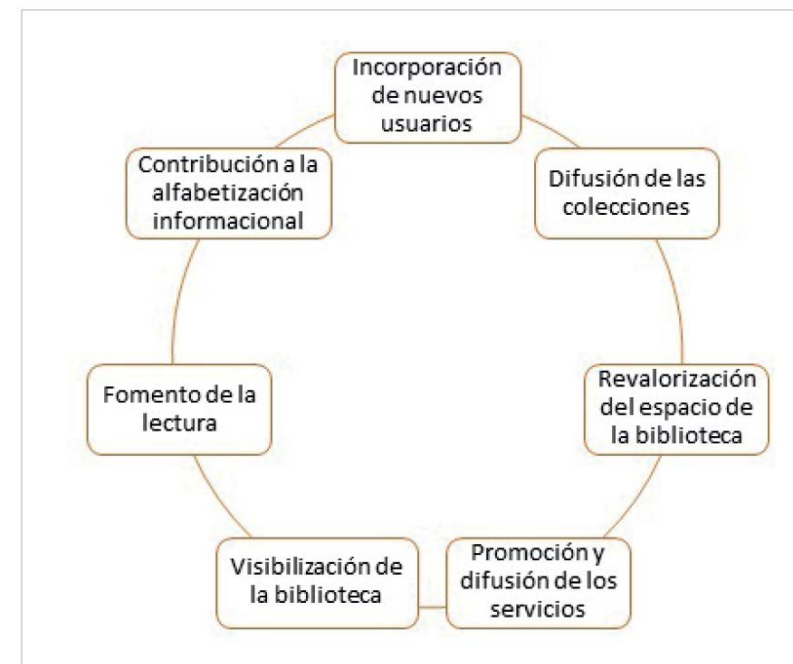 Incorporación
de nuevos
usuarios
Difusión de las
colecciones
Revalorización
del espacio de
la biblioteca
Promoción y
difusión de los
servicios
Visibilización de
la biblioteca
Fomento de la
lectura
Contribución a la
alfabetización
informacional